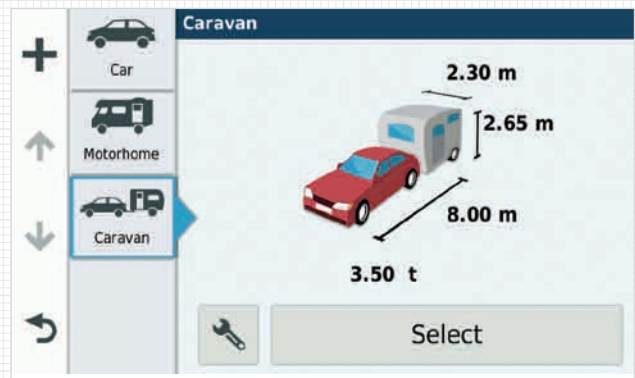 Caravan
Car
Motorhome
Caravan
2.30 m
2.65 m
8.00 m
3.50 t
Select